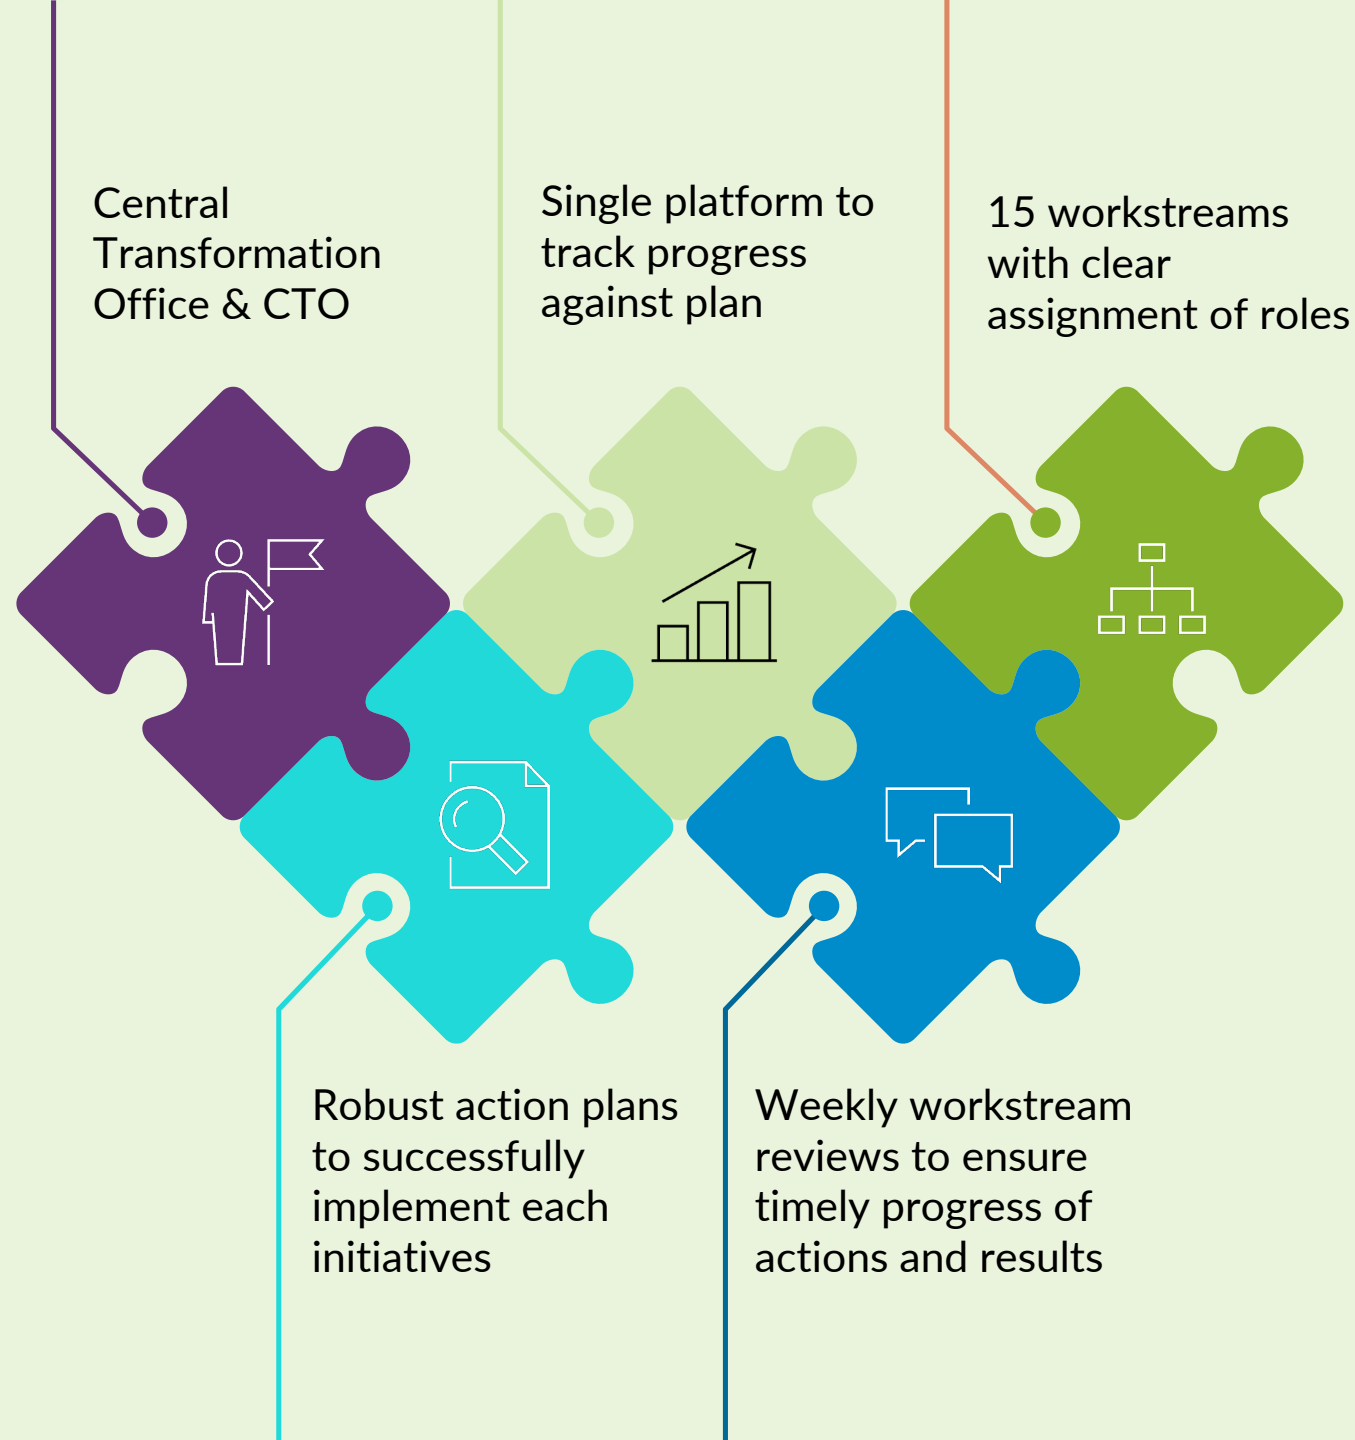 Central
Transformation
Office & CTO
Single platform to
track progress
against plan
15 workstreams
with clear
assignment of roles
Robust action plans
to successfully
implement each
initiatives
Weekly workstream
reviews to ensure
timely progress of
actions and results